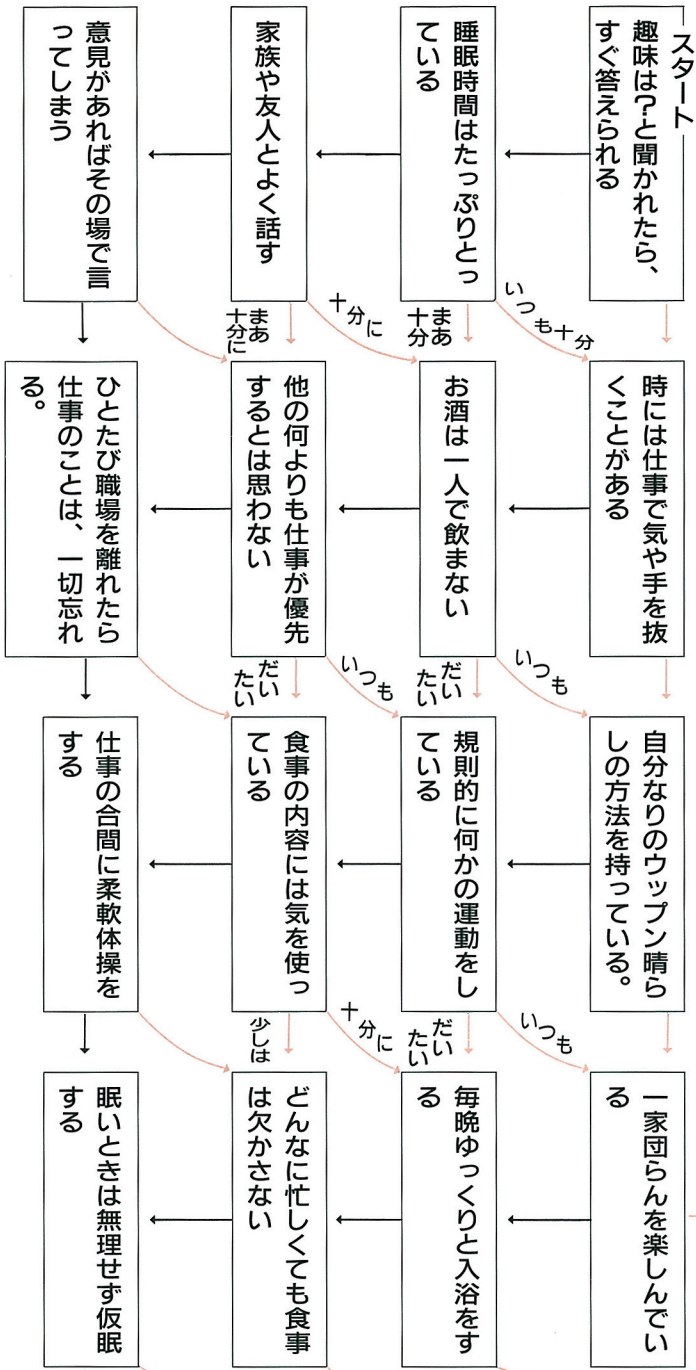 スタート
趣味は?と聞かれたら、
すぐ答えられる
睡眠時間はたっぷりとっ
ている
家族や友人とよく話す
意見があればその場で言
ってしまう
いつも十分
まあ
十分
十分に
まあ
十分に
時には仕事で気や手を抜
くことがある
お酒は一人で飲まない
他の何よりも仕事が優先
するとは思わない
ひとたび職場を離れたら
仕事のことは、一切忘れ
る。
いつも
だい
たい
いつも
だい
たい
自分なりのウップン晴ら
しの方法を持っている。
規則的に何かの運動をし
ている
食事の内容には気を使っ
ている
仕事の合間に柔軟体操を
する
いつも
だい
たい
十分に
少しは
一家団らんを楽しんでい
る
毎晩ゆっくりと入浴をす
る
どんなに忙しくても食事
は欠かさない
眠いときは無理せず仮眠
する